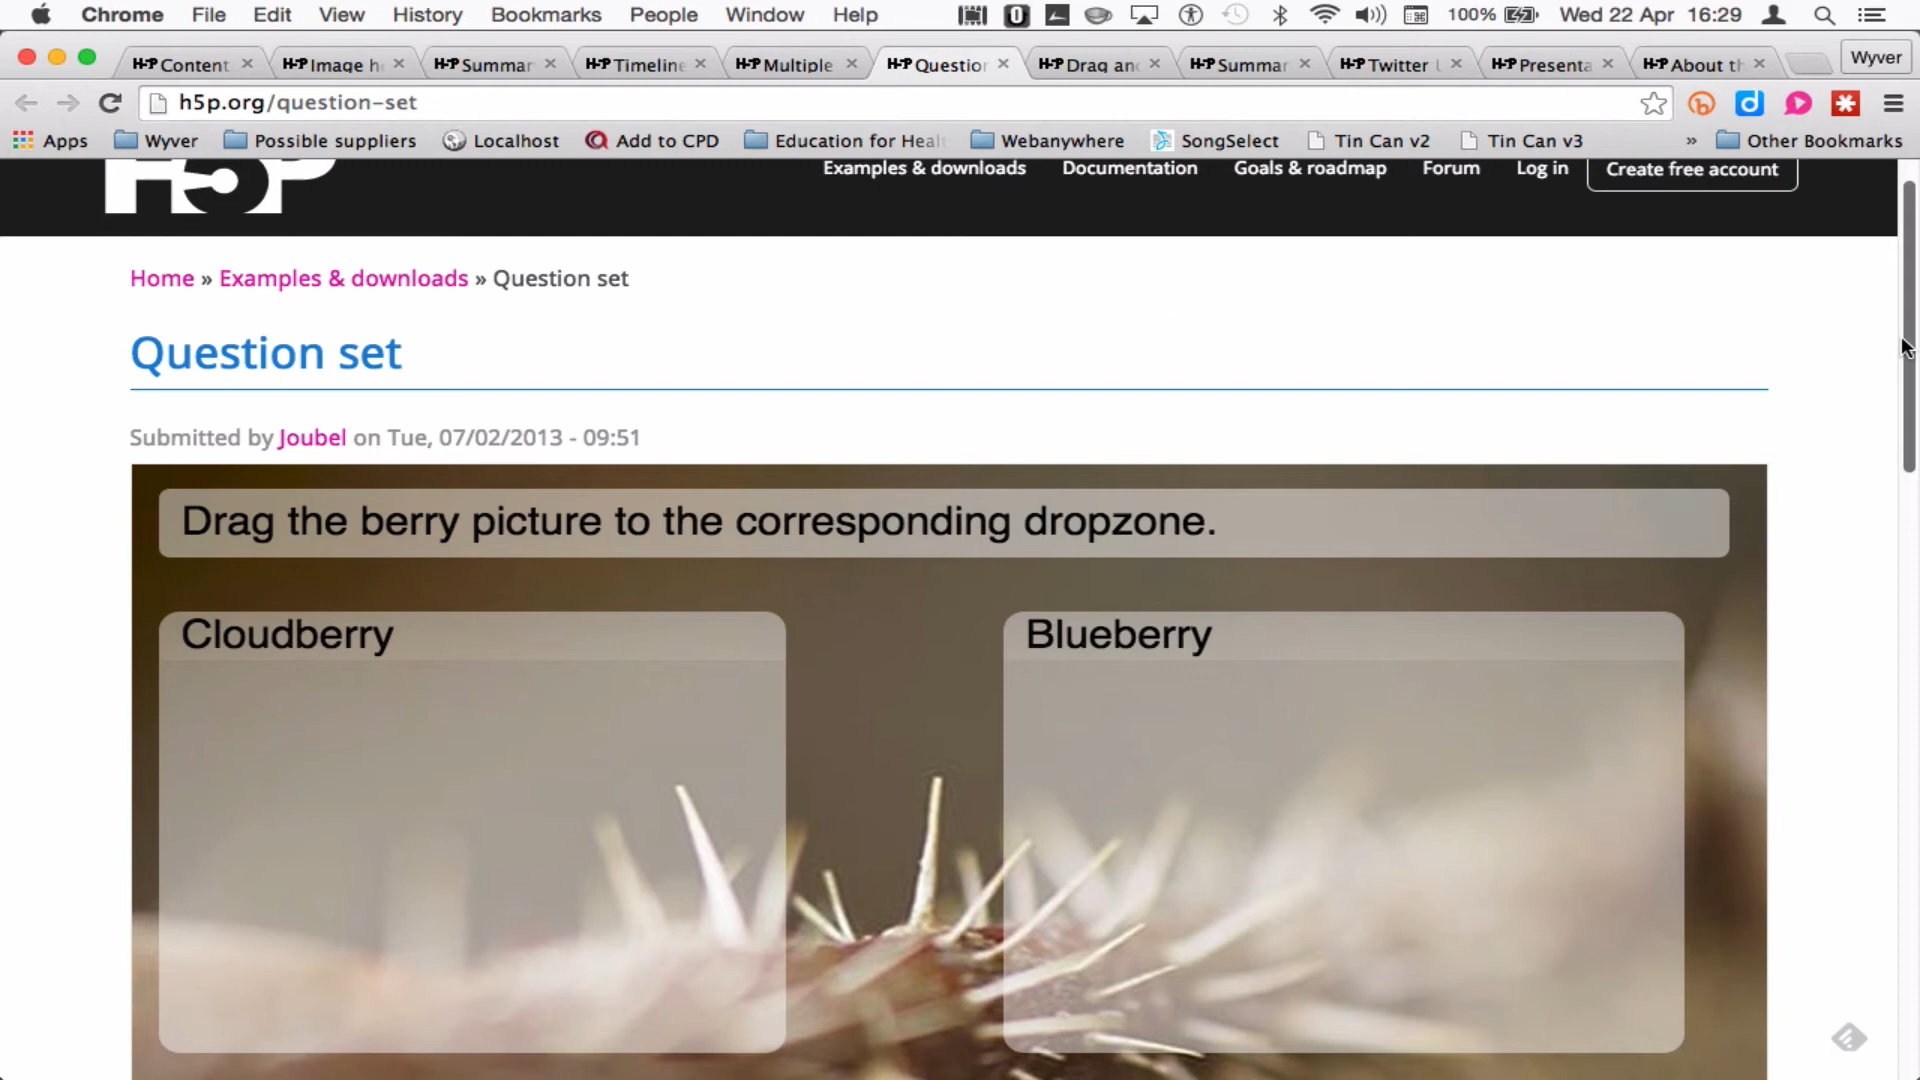 Chrome File Edit View History Bookmarks People Window Help 100% Wed 22 Apr 16:29
H-P Content H-P Image h H-P Summar H-P Timeline H-P Multiple H-P Question H-P Drag an H-P Summar H-P Twitter H-P Presenta H-P About th Wyver
h5p.org/question-set
Apps Wyver Possible suppliers Localhost Add to CPD Education for Heal Webanywhere SongSelect Tin Can v2 Tin Can v3 » Other Bookmarks
H5P Examples & downloads Documentation Goals & roadmap Forum Log in Create free account
Home » Examples & downloads » Question set
Question set
Submitted by Joubel on Tue, 07/02/2013 - 09:51
Drag the berry picture to the corresponding dropzone.
Cloudberry Blueberry